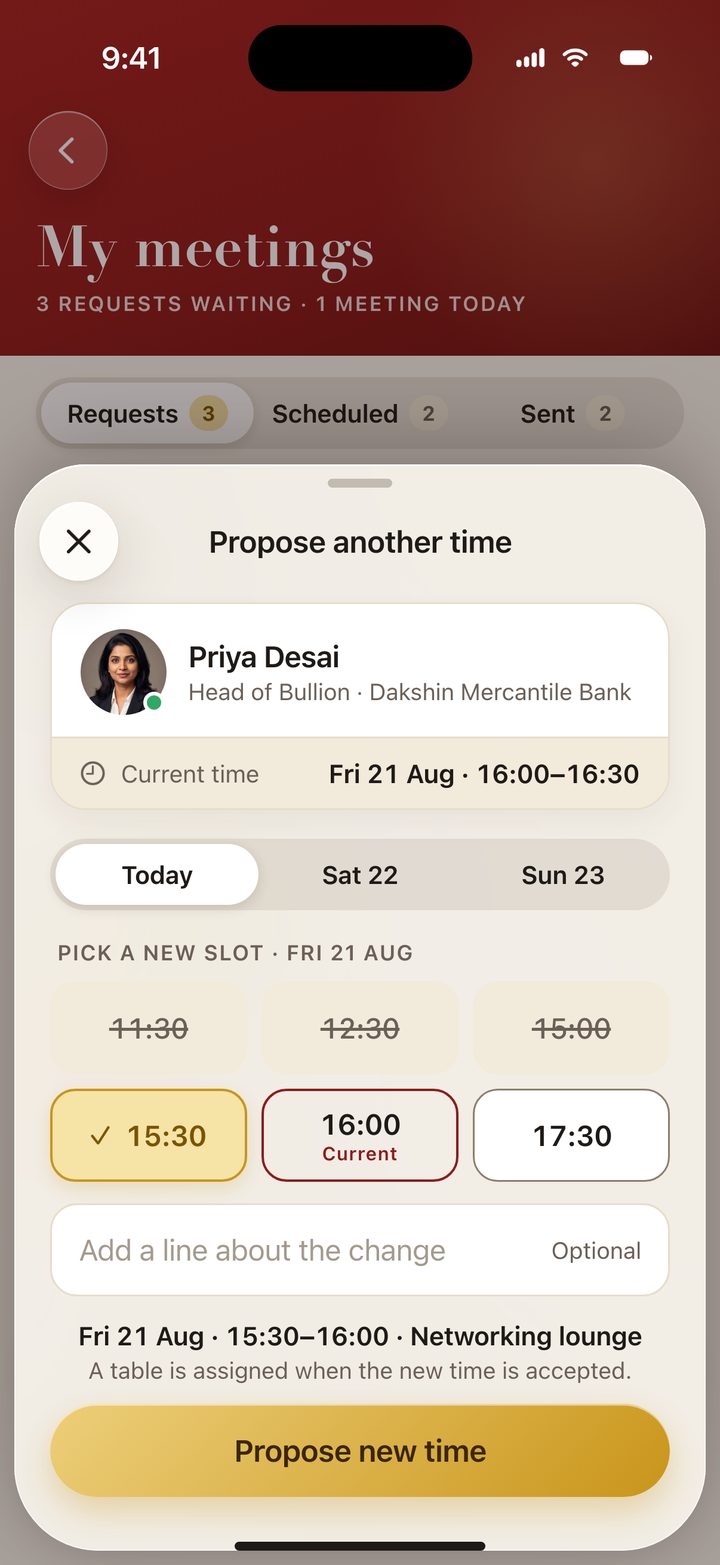 9:41
My meetings
3 REQUESTS WAITING · 1 MEETING TODAY
Requests 3 Scheduled 2 Sent 2
Propose another time
Priya Desai
Head of Bullion · Dakshin Mercantile Bank
Current time Fri 21 Aug · 16:00–16:30
Today Sat 22 Sun 23
PICK A NEW SLOT · FRI 21 AUG
11:30 12:30 15:00
15:30 16:00 17:30
Current
Add a line about the change Optional
Fri 21 Aug · 15:30–16:00 · Networking lounge
A table is assigned when the new time is accepted.
Propose new time